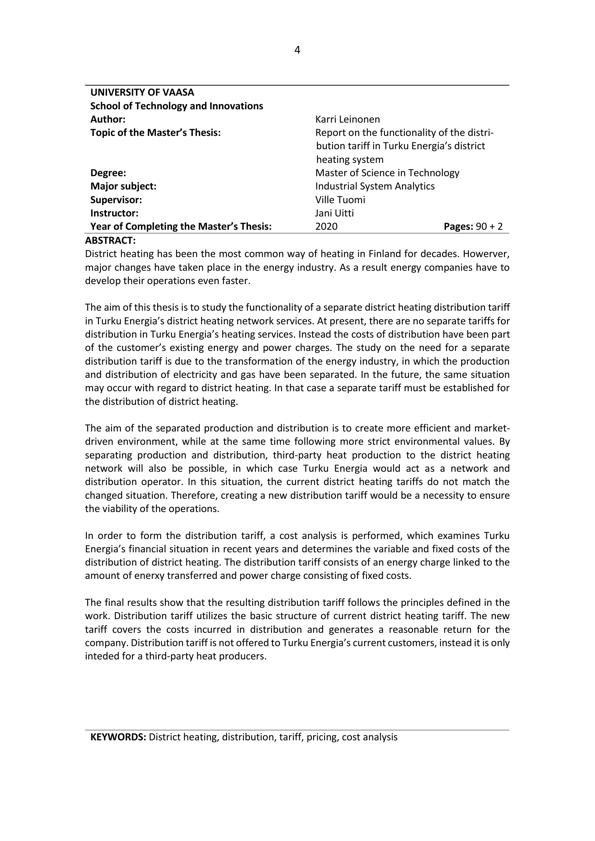 4
UNIVERSITY OF VAASA
School of Technology and Innovations
Author: Karri Leinonen
Topic of the Master's Thesis: Report on the functionality of the distri-
bution tariff in Turku Energia's district
heating system
Degree: Master of Science in Technology
Major subject: Industrial System Analytics
Supervisor: Ville Tuomi
Instructor: Jani Uitti
Year of Completing the Master's Thesis: 2020 Pages: 90 + 2
ABSTRACT:
District heating has been the most common way of heating in Finland for decades. Howerver,
major changes have taken place in the energy industry. As a result energy companies have to
develop their operations even faster.
The aim of this thesis is to study the functionality of a separate district heating distribution tariff
in Turku Energia's district heating network services. At present, there are no separate tariffs for
distribution in Turku Energia's heating services. Instead the costs of distribution have been part
of the customer's existing energy and power charges. The study on the need for a separate
distribution tariff is due to the transformation of the energy industry, in which the production
and distribution of electricity and gas have been separated. In the future, the same situation
may occur with regard to district heating. In that case a separate tariff must be established for
the distribution of district heating.
The aim of the separated production and distribution is to create more efficient and market-
driven environment, while at the same time following more strict environmental values. By
separating production and distribution, third-party heat production to the district heating
network will also be possible, in which case Turku Energia would act as a network and
distribution operator. In this situation, the current district heating tariffs do not match the
changed situation. Therefore, creating a new distribution tariff would be a necessity to ensure
the viability of the operations.
In order to form the distribution tariff, a cost analysis is performed, which examines Turku
Energia's financial situation in recent years and determines the variable and fixed costs of the
distribution of district heating. The distribution tariff consists of an energy charge linked to the
amount of enerxy transferred and power charge consisting of fixed costs.
The final results show that the resulting distribution tariff follows the principles defined in the
work. Distribution tariff utilizes the basic structure of current district heating tariff. The new
tariff covers the costs incurred in distribution and generates a reasonable return for the
company. Distribution tariff is not offered to Turku Energia's current customers, instead it is only
inteded for a third-party heat producers.
KEYWORDS: District heating, distribution, tariff, pricing, cost analysis